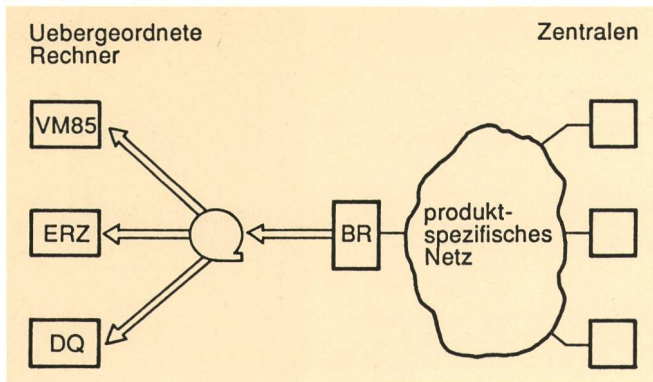 Uebergeordnete
Rechner
Zentralen
VM85
ERZ
BR
produkt-
spezifisches
Netz
DQ